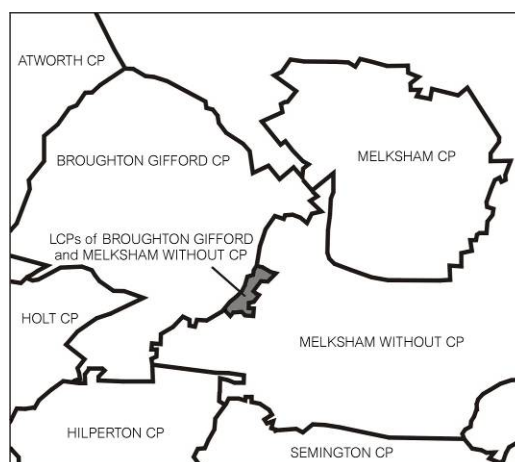 ATWORTH CP
BROUGHTON GIFFORD CP
MELKSHAM CP
LCPs of BROUGHTON GIFFORD
and MELKSHAM WITHOUT CP
HOLT CP
MELKSHAM WITHOUT CP
HILPERTON CP
SEMINGTON CP